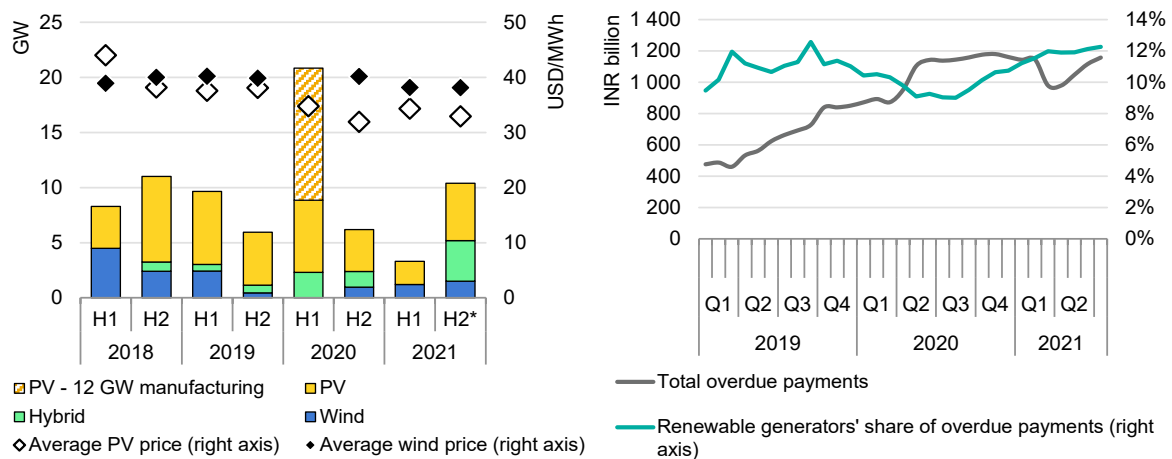 GW
25
20
15
10
5
0
50
40
30
20
10
0
USD/MWh
H1 H2 H1 H2 H1 H2 H1 H2*
2018 2019 2020 2021
PV - 12 GW manufacturing PV
Hybrid Wind
Average PV price (right axis) Average wind price (right axis)
INR billion
1 400
1 200
1 000
800
600
400
200
0
14%
12%
10%
8%
6%
4%
2%
0%
Q1 Q2 Q3 Q4 Q1 Q2 Q3 Q4 Q1 Q2
2019 2020 2021
Total overdue payments
Renewable generators' share of overdue payments (right
axis)